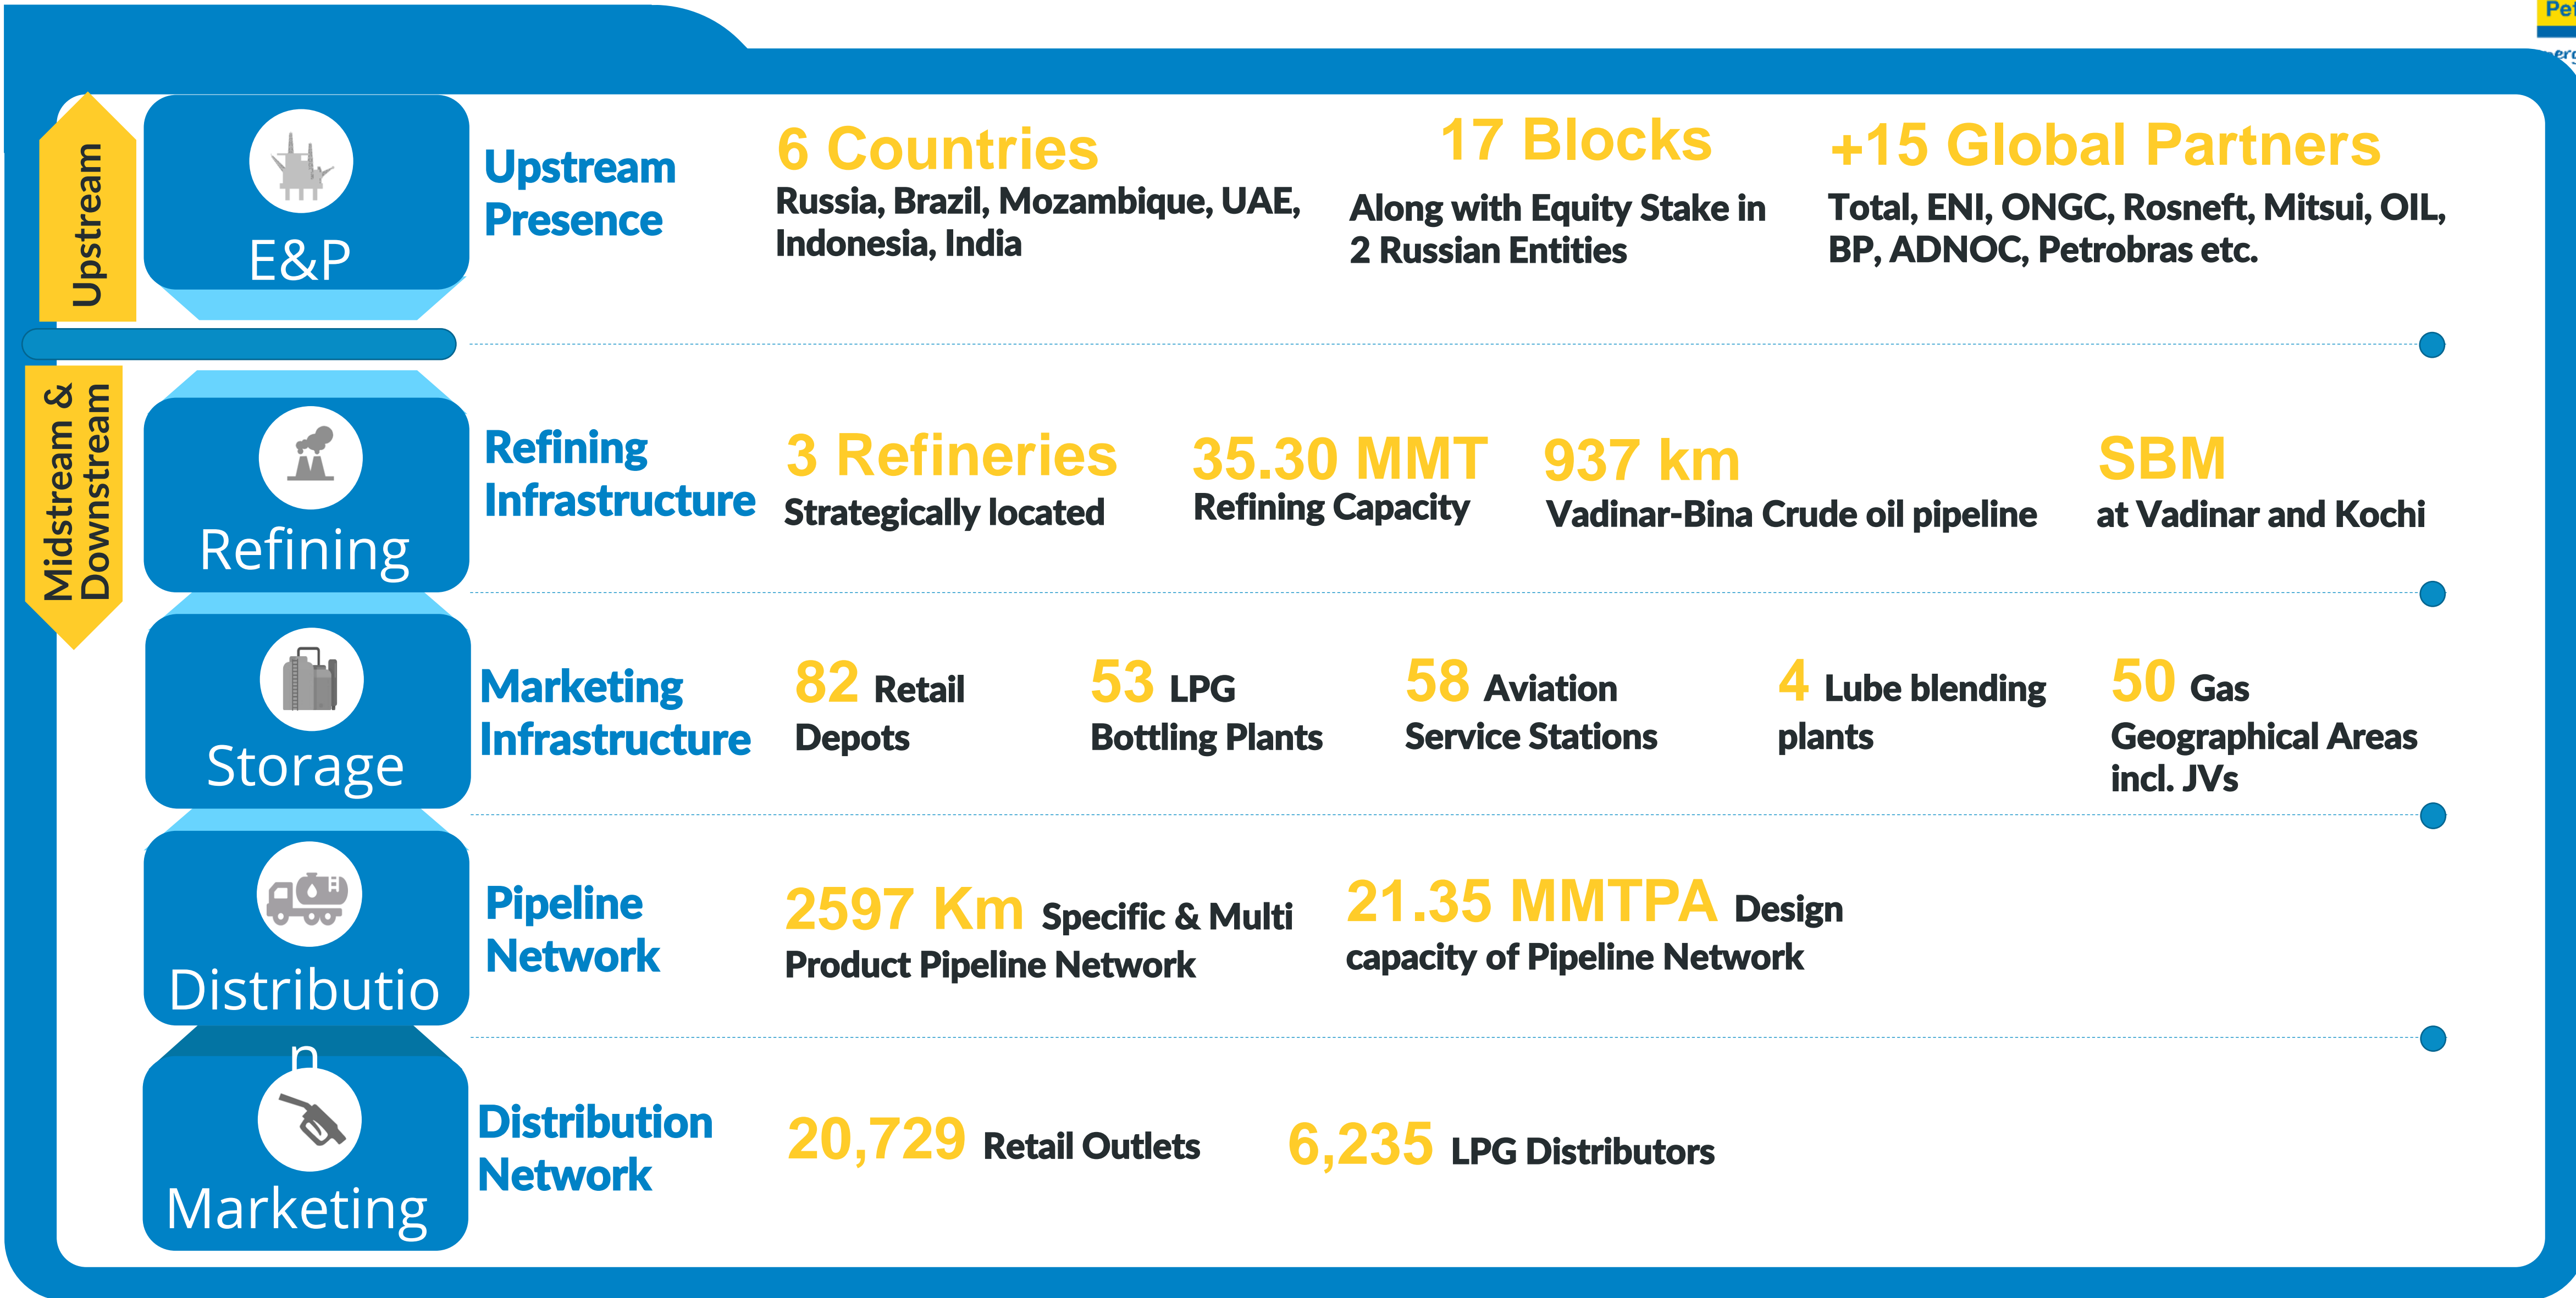 Upstream
E&P
Upstream
Presence
6 Countries
Russia, Brazil, Mozambique, UAE,
Indonesia, India
17 Blocks
Along with Equity Stake in
2 Russian Entities
+15 Global Partners
Total, ENI, ONGC, Rosneft, Mitsui, OIL,
BP, ADNOC, Petrobras etc.
Midstream &
Downstream
Refining
Refining
Infrastructure
3 Refineries
Strategically located
35.30 MMT
Refining Capacity
937 km
Vadinar-Bina Crude oil pipeline
SBM
at Vadinar and Kochi
Storage
Marketing
Infrastructure
82 Retail
Depots
53 LPG
Bottling Plants
58 Aviation
Service Stations
4 Lube blending
plants
50 Gas
Geographical Areas
incl. JVs
Distributio
n
Pipeline
Network
2597 Km Specific & Multi
Product Pipeline Network
21.35 MMTPA Design
capacity of Pipeline Network
Marketing
Distribution
Network
20,729 Retail Outlets
6,235 LPG Distributors